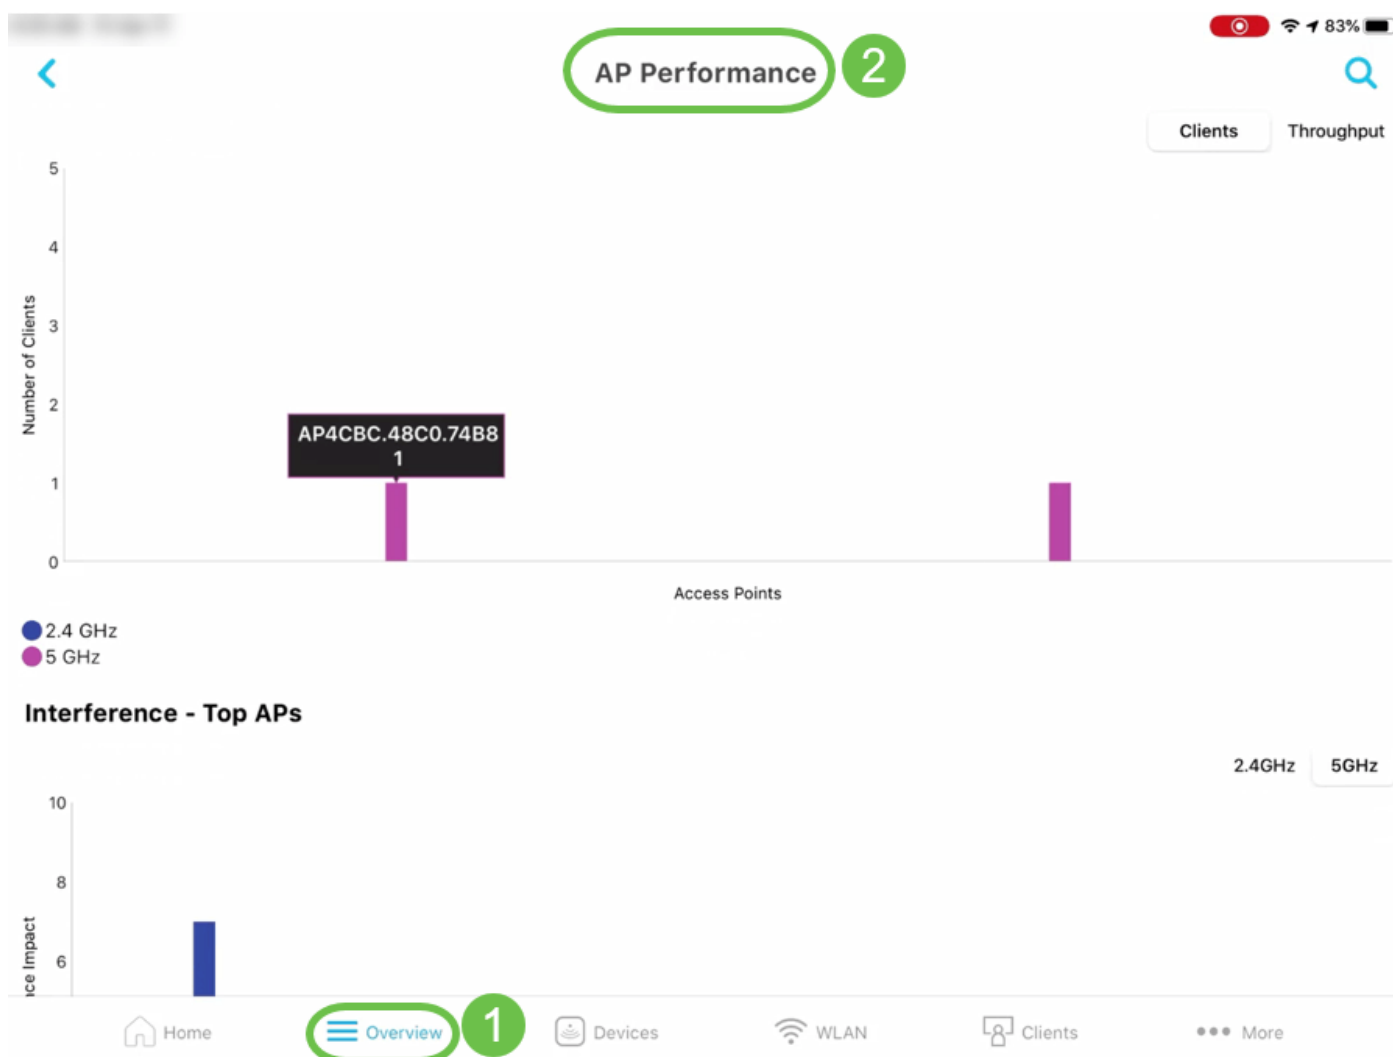 83%
AP Performance
2
Clients
Throughput
5
4
3
2
1
0
Number of Clients
AP4CBC.48C0.74B8
1
Access Points
2.4 GHz
5 GHz
Interference - Top APs
2.4GHz
5GHz
10
8
6
Impact
Home
Overview
1
Devices
WLAN
Clients
More